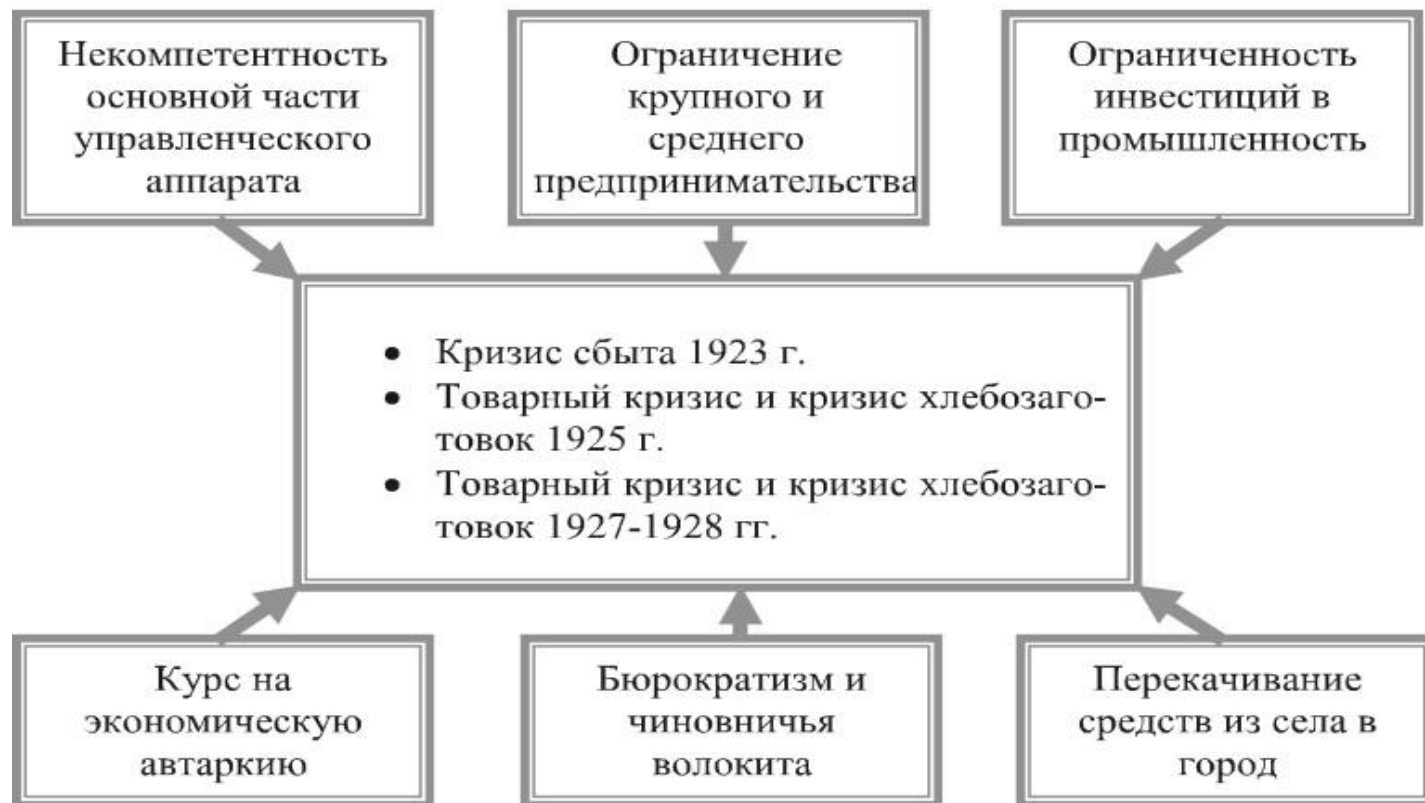 Некомпетентность
основной части
управленческого
аппарата
Ограничение
крупного и
среднего
предпринимательства
Ограниченность
инвестиций в
промышленность
• Кризис сбыта 1923 г.
• Товарный кризис и кризис хлебозаго-
товок 1925 г.
• Товарный кризис и кризис хлебозаго-
товок 1927-1928 гг.
Курс на
экономическую
автаркию
Бюрократизм и
чиновничья
волокита
Перекачивание
средств из села в
город